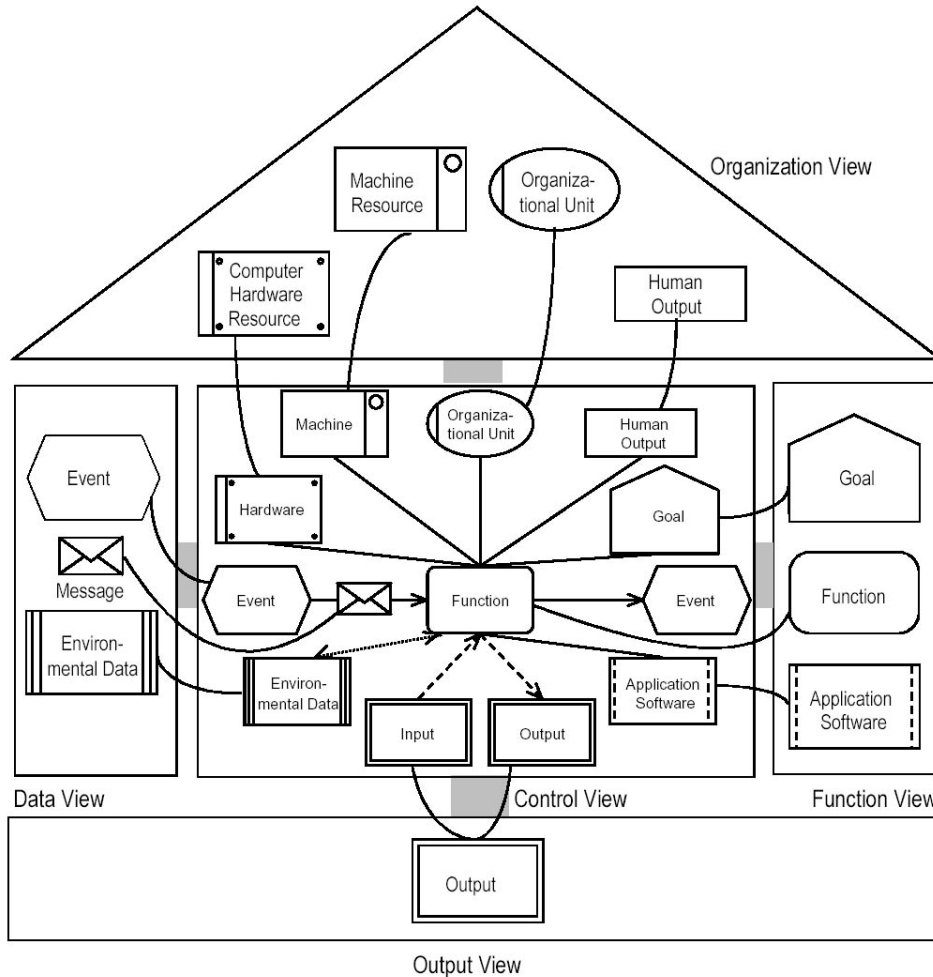 Organization View
Machine
Resource
Organiza-
tional Unit
Computer
Hardware
Resource
Human
Output
Event
Message
Environ-
mental Data
Data View
Machine
Organiza-
tional Unit
Human
Output
Hardware
Goal
Event
Function
Event
Environ-
mental Data
Application
Software
Input
Output
Control View
Goal
Function
Application
Software
Function View
Output
Output View